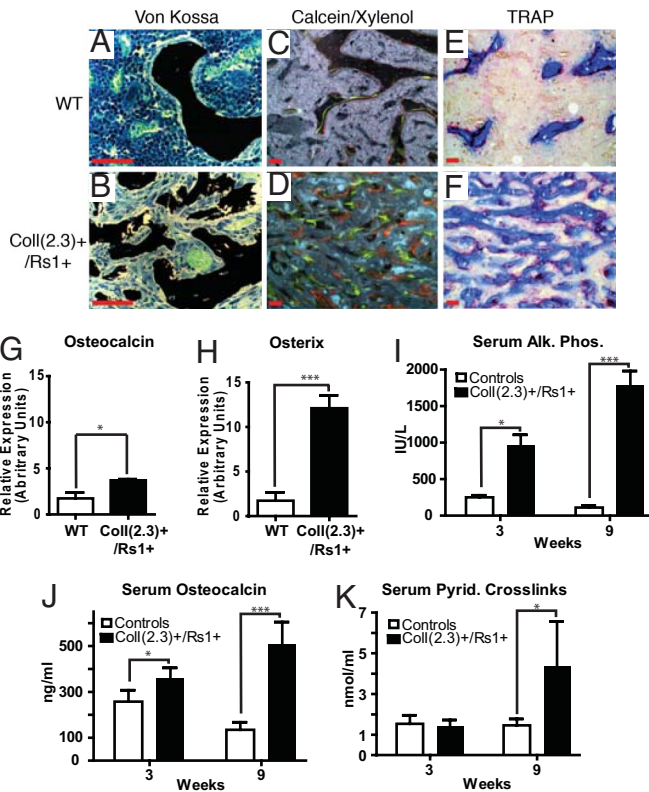 Von Kossa Calcein/Xylenol TRAP
WT
A
C
E
Coll(2.3)+
/Rs1+
B
D
F
G
Osteocalcin
Relative Expression
(Abritrary Units)
15
10
5
0
*
WT Coll(2.3)+
/Rs1+
H
Osterix
Relative Expression
(Arbitrary Units)
15
10
5
0
***
WT Coll(2.3)+
/Rs1+
I
Serum Alk. Phos.
IU/L
2000
1500
1000
500
0
Controls
Coll(2.3)+/Rs1+
*
***
3 9
Weeks
J
Serum Osteocalcin
ng/ml
500
300
100
0
Controls
Coll(2.3)+/Rs1+
*
***
3 9
Weeks
K
Serum Pyrid. Crosslinks
nmol/ml
7
5
3
1
0
Controls
Coll(2.3)+/Rs1+
*
3 9
Weeks